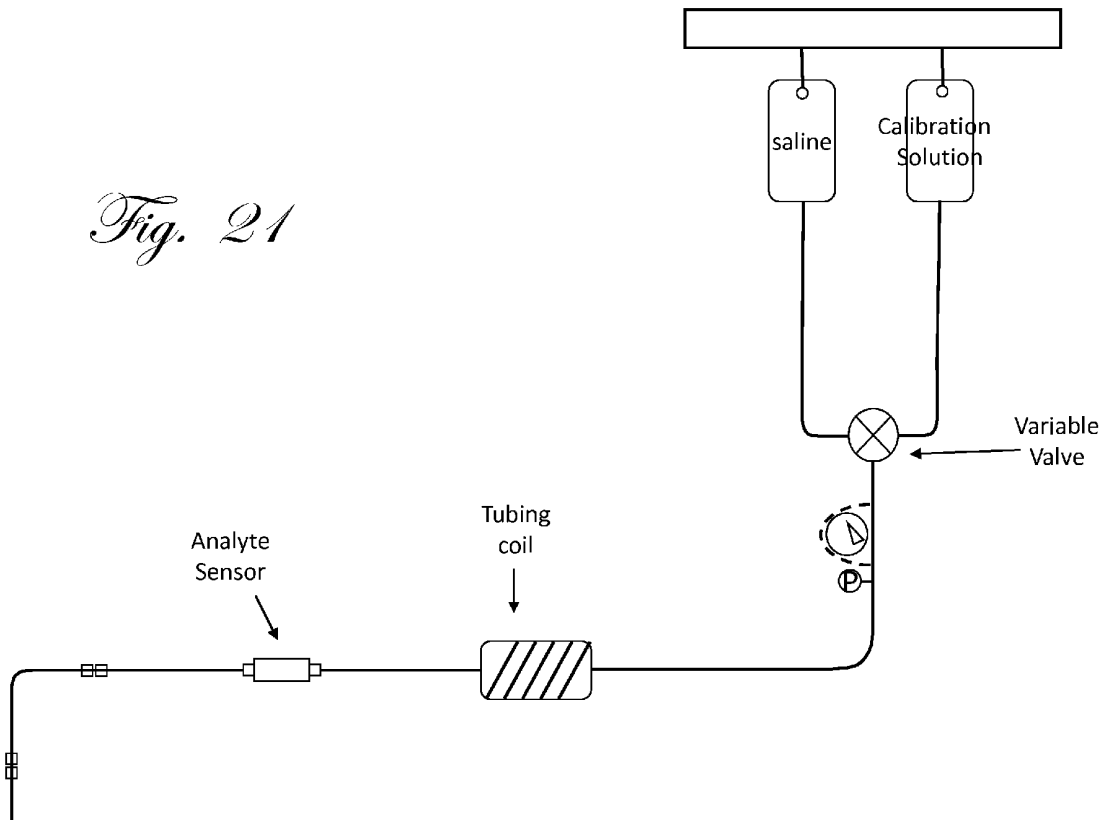 saline
Calibration
Solution
Fig. 21
Variable
Valve
Tubing
coil
Analyte
Sensor
P